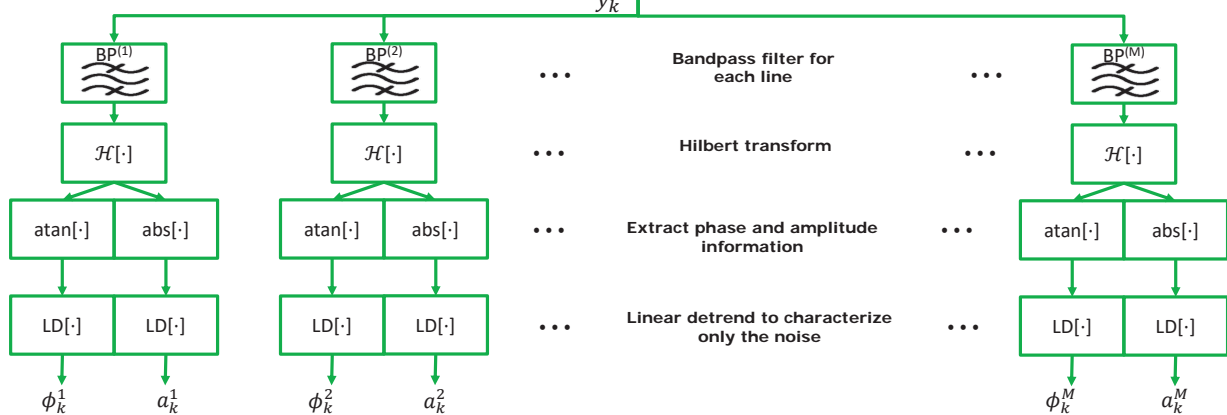 y_k
BP^(1) BP^(2) ••• Bandpass filter for ••• BP^(M)
each line
ℋ[·] ℋ[·] ••• Hilbert transform ••• ℋ[·]
atan[·] abs[·] atan[·] abs[·] ••• Extract phase and amplitude ••• atan[·] abs[·]
information
LD[·] LD[·] LD[·] LD[·] ••• Linear detrend to characterize ••• LD[·] LD[·]
only the noise
ϕ_k^1 a_k^1 ϕ_k^2 a_k^2 ϕ_k^M a_k^M